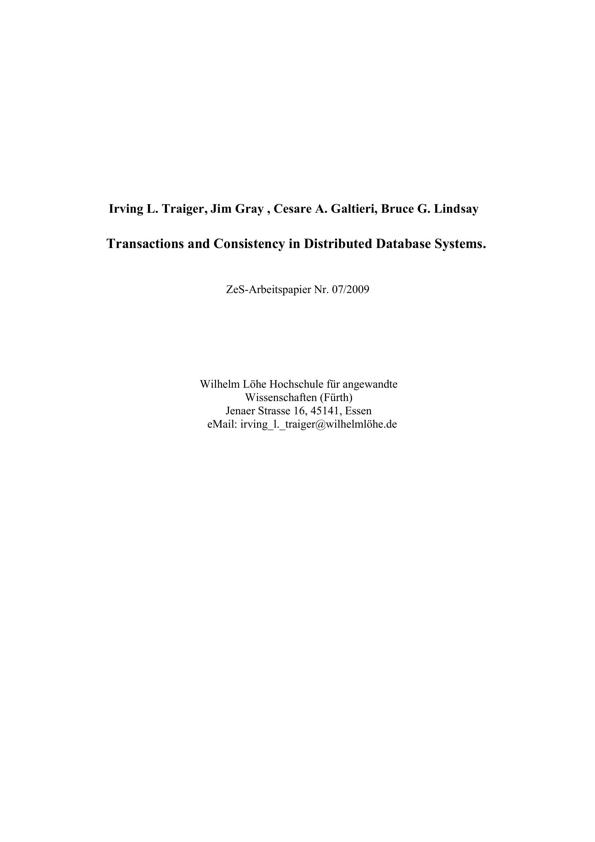 Irving L. Traiger, Jim Gray , Cesare A. Galtieri, Bruce G. Lindsay
Transactions and Consistency in Distributed Database Systems.
ZeS-Arbeitspapier Nr. 07/2009
Wilhelm Löhe Hochschule für angewandte
Wissenschaften (Fürth)
Jenaer Strasse 16, 45141, Essen
eMail: irving_l._traiger@wilhelmlöhe.de